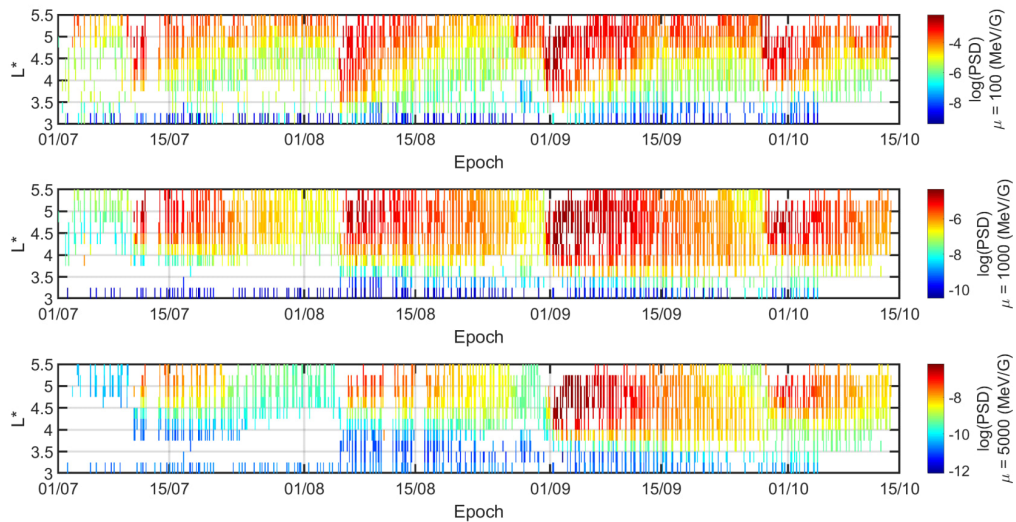 5.5
5
4.5
4
3.5
3
L*
01/07 15/07 01/08 15/08 01/09 15/09 01/10 15/10
Epoch
-4
-6
-8
log(PSD)
μ = 100 (MeV/G)
5.5
5
4.5
4
3.5
3
L*
01/07 15/07 01/08 15/08 01/09 15/09 01/10 15/10
Epoch
-6
-8
-10
log(PSD)
μ = 1000 (MeV/G)
5.5
5
4.5
4
3.5
3
L*
01/07 15/07 01/08 15/08 01/09 15/09 01/10 15/10
Epoch
-8
-10
-12
log(PSD)
μ = 5000 (MeV/G)